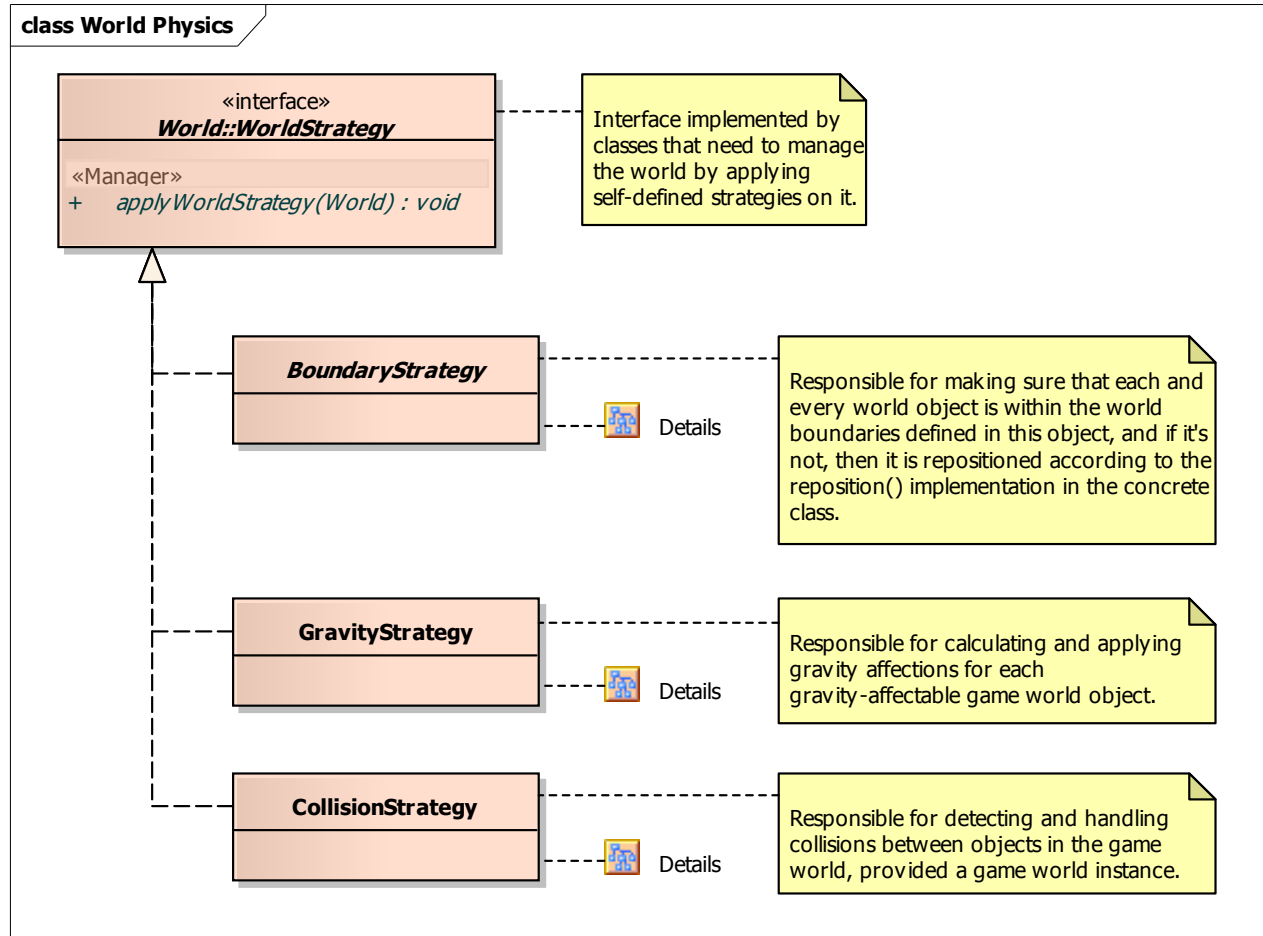 class World Physics
«interface»
World::WorldStrategy
«Manager»
+ applyWorldStrategy(World) : void
Interface implemented by
classes that need to manage
the world by applying
self-defined strategies on it.
BoundaryStrategy
Details
Responsible for making sure that each and
every world object is within the world
boundaries defined in this object, and if it's
not, then it is repositioned according to the
reposition() implementation in the concrete
class.
GravityStrategy
Details
Responsible for calculating and applying
gravity affections for each
gravity-affectable game world object.
CollisionStrategy
Details
Responsible for detecting and handling
collisions between objects in the game
world, provided a game world instance.